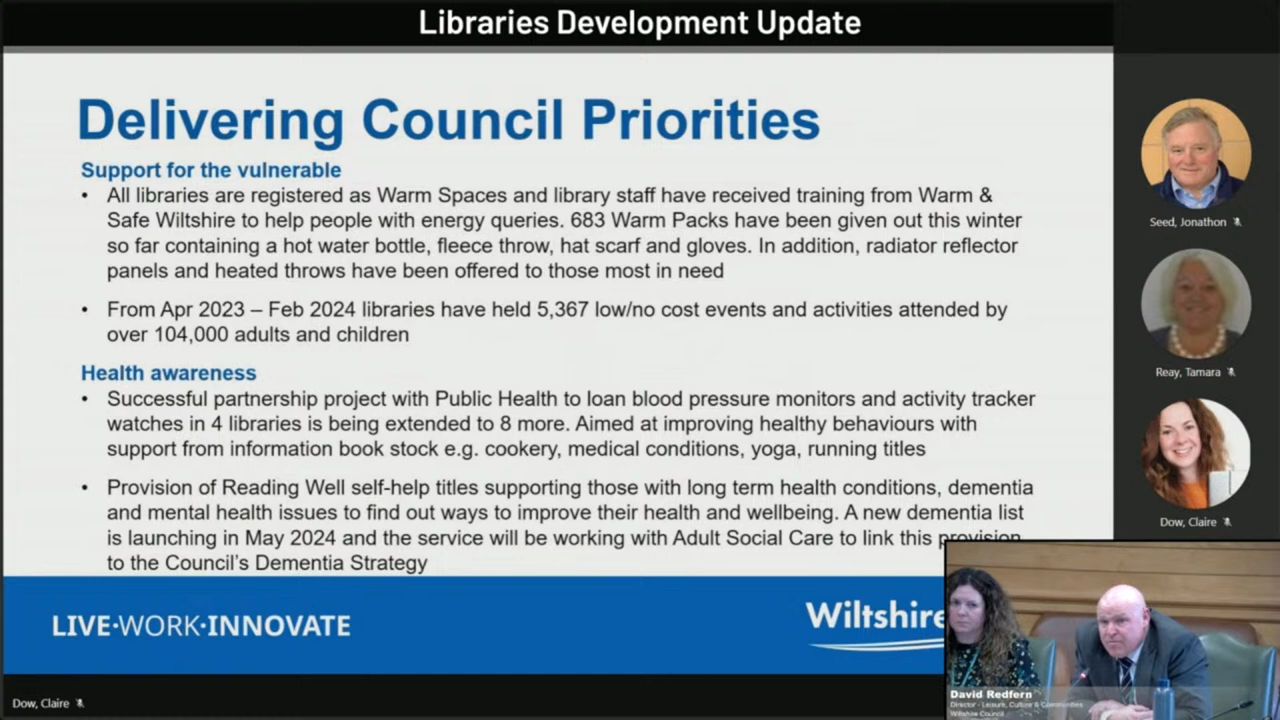 Libraries Development Update
Delivering Council Priorities
Support for the vulnerable
• All libraries are registered as Warm Spaces and library staff have received training from Warm &
Safe Wiltshire to help people with energy queries. 683 Warm Packs have been given out this winter
so far containing a hot water bottle, fleece throw, hat scarf and gloves. In addition, radiator reflector
panels and heated throws have been offered to those most in need
• From Apr 2023 – Feb 2024 libraries have held 5,367 low/no cost events and activities attended by
over 104,000 adults and children
Health awareness
• Successful partnership project with Public Health to loan blood pressure monitors and activity tracker
watches in 4 libraries is being extended to 8 more. Aimed at improving healthy behaviours with
support from information book stock e.g. cookery, medical conditions, yoga, running titles
• Provision of Reading Well self-help titles supporting those with long term health conditions, dementia
and mental health issues to find out ways to improve their health and wellbeing. A new dementia list
is launching in May 2024 and the service will be working with Adult Social Care to link this provision
to the Council's Dementia Strategy
LIVE·WORK·INNOVATE
Wiltshire
Seed, Jonathon
Reay, Tamara
Dow, Claire
Dow, Claire
David Redfern
Director - Leisure, Culture & Communities
Wiltshire Council